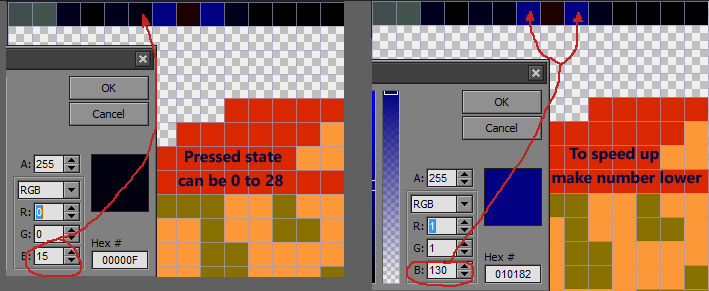 OK
Cancel
A: 255
RGB
R: 0
G: 0
B: 15
Hex #
00000F
Pressed state
can be 0 to 28
OK
Cancel
A: 255
RGB
R: 1
G: 1
B: 130
Hex #
010182
To speed up
make number lower